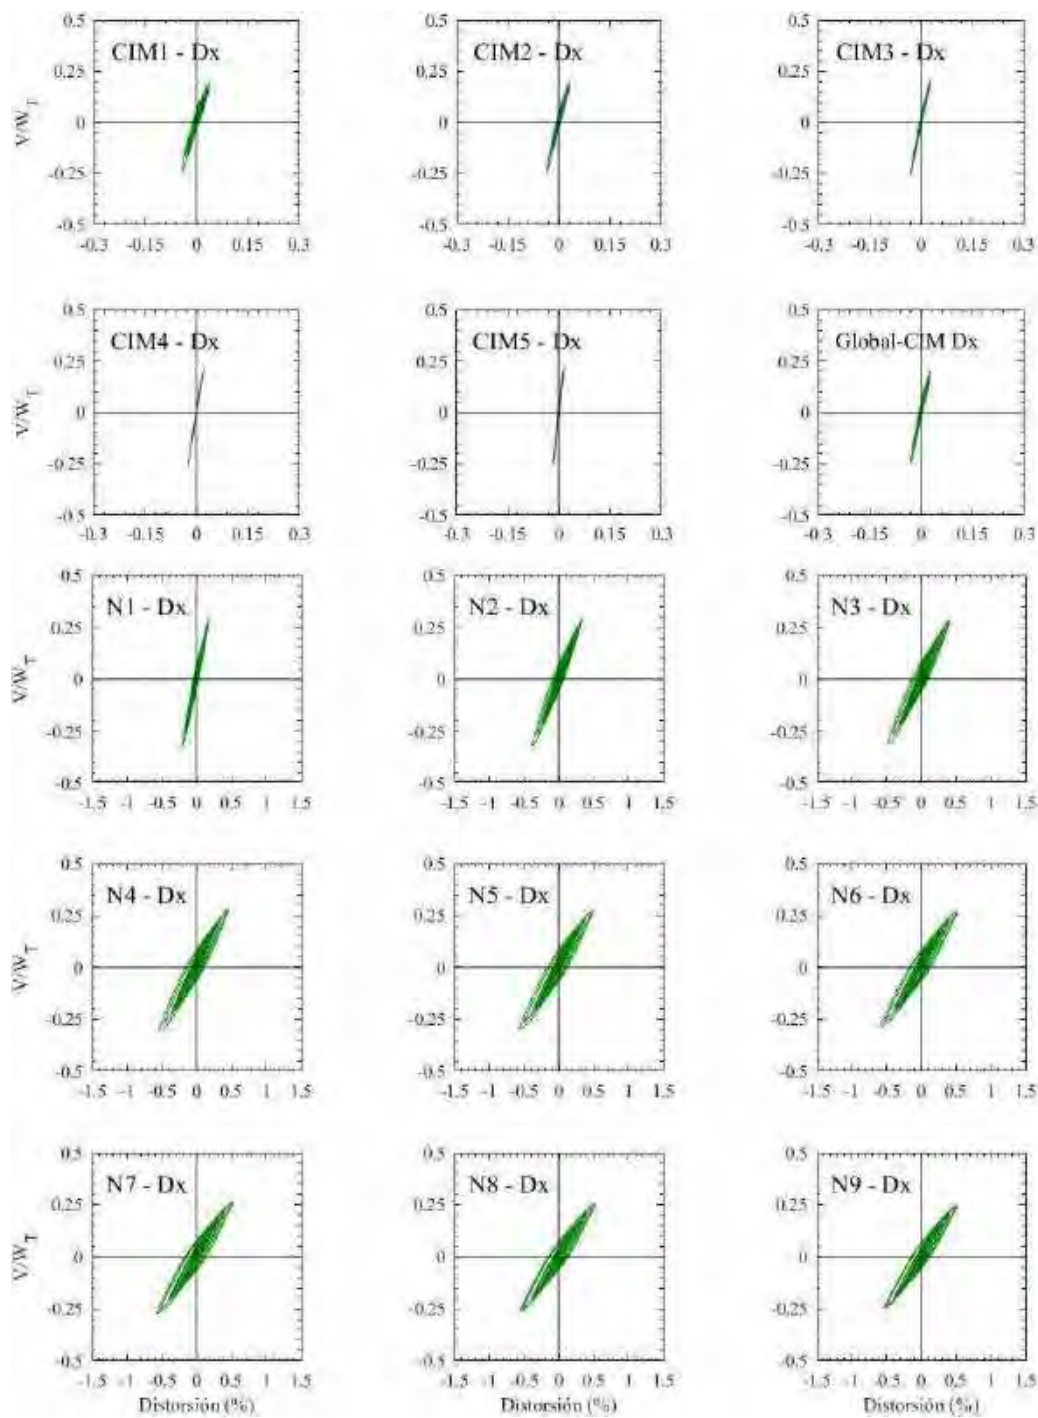 0.5 0.5 0.5
CIM1 - Dx CIM2 - Dx CIM3 - Dx
0.25 0.25 0.25
V/W_T 0 0 0
-0.25 -0.25 -0.25
-0.5 -0.5 -0.5
-0.3 -0.15 0 0.15 0.3 -0.3 -0.15 0 0.15 0.3 -0.3 -0.15 0 0.15 0.3
0.5 0.5 0.5
CIM4 - Dx CIM5 - Dx Global-CIM Dx
0.25 0.25 0.25
V/W_T 0 0 0
-0.25 -0.25 -0.25
-0.5 -0.5 -0.5
-0.3 -0.15 0 0.15 0.3 -0.3 -0.15 0 0.15 0.3 -0.3 -0.15 0 0.15 0.3
0.5 0.5 0.5
N1 - Dx N2 - Dx N3 - Dx
0.25 0.25 0.25
V/W_T 0 0 0
-0.25 -0.25 -0.25
-0.5 -0.5 -0.5
-1.5 -1 -0.5 0 0.5 1 1.5 -1.5 -1 -0.5 0 0.5 1 1.5 -1.5 -1 -0.5 0 0.5 1 1.5
0.5 0.5 0.5
N4 - Dx N5 - Dx N6 - Dx
0.25 0.25 0.25
V/W_T 0 0 0
-0.25 -0.25 -0.25
-0.5 -0.5 -0.5
-1.5 -1 -0.5 0 0.5 1 1.5 -1.5 -1 -0.5 0 0.5 1 1.5 -1.5 -1 -0.5 0 0.5 1 1.5
0.5 0.5 0.5
N7 - Dx N8 - Dx N9 - Dx
0.25 0.25 0.25
V/W_T 0 0 0
-0.25 -0.25 -0.25
-0.5 -0.5 -0.5
-1.5 -1 -0.5 0 0.5 1 1.5 -1.5 -1 -0.5 0 0.5 1 1.5 -1.5 -1 -0.5 0 0.5 1 1.5
Distorsión (%) Distorsión (%) Distorsión (%)